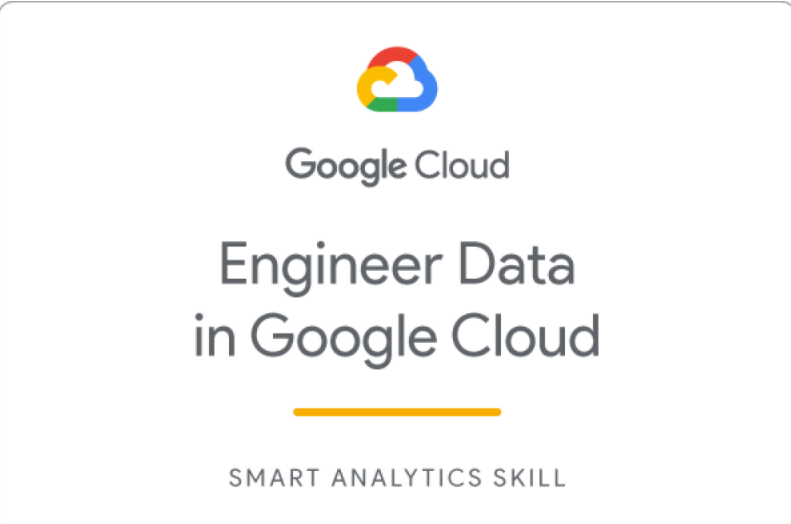 Google Cloud
Engineer Data
in Google Cloud
SMART ANALYTICS SKILL